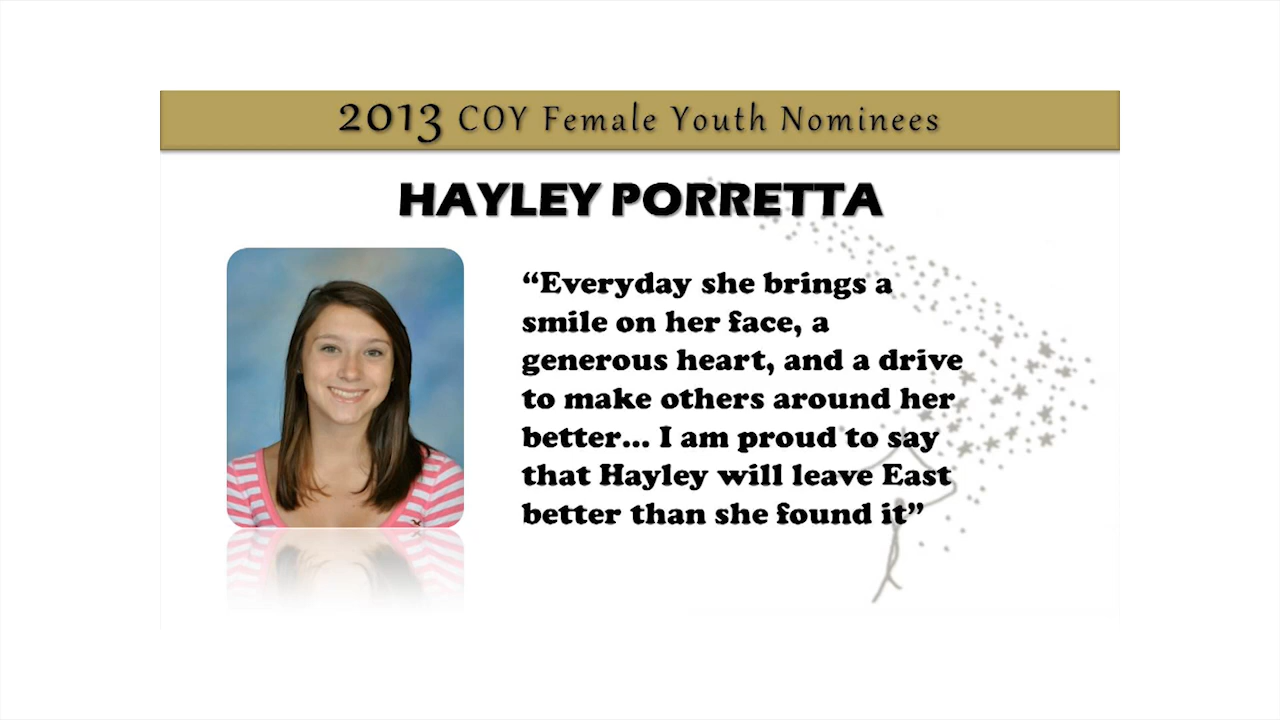 2013 COY Female Youth Nominees
HAYLEY PORRETTA
“Everyday she brings a
smile on her face, a
generous heart, and a drive
to make others around her
better... I am proud to say
that Hayley will leave East
better than she found it”